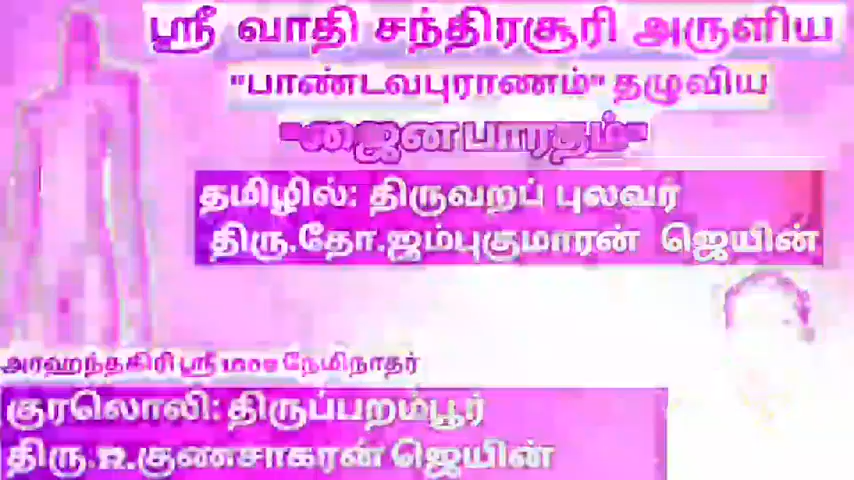 ஸ்ரீ வாதி சந்திரசூரி அருளிய
"பாண்டவபுராணம்" தழுவிய
"ஜைனபாரதம்"
தமிழில்: திருவறப் புலவர்
திரு.தோ.ஜம்புகுமாரன் ஜெயின்
அரஹந்தகிரி ஸ்ரீ 1008 நேமிநாதர்
குரலொலி: திருப்பறம்பூர்
திரு.ஐ.குணசாகரன் ஜெயின்